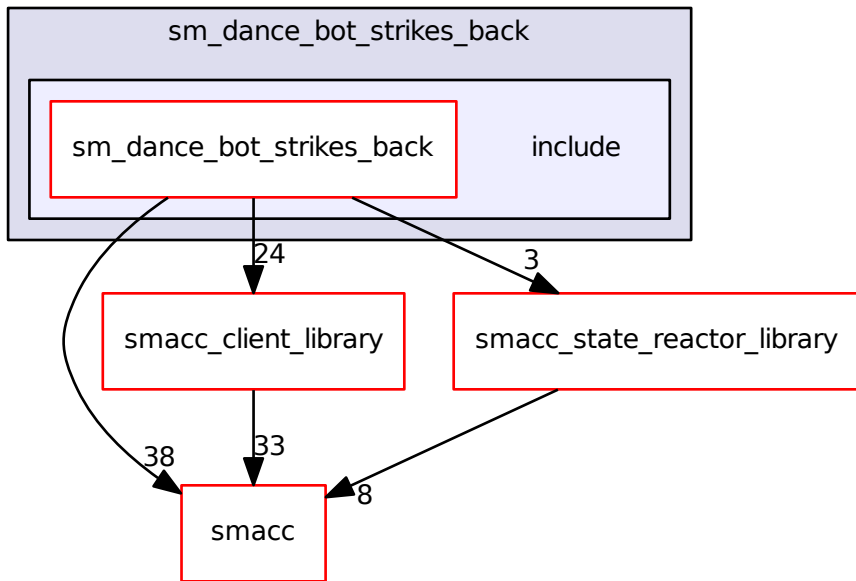 sm_dance_bot_strikes_back
sm_dance_bot_strikes_back
include
24
3
smacc_client_library
smacc_state_reactor_library
38
33
8
smacc